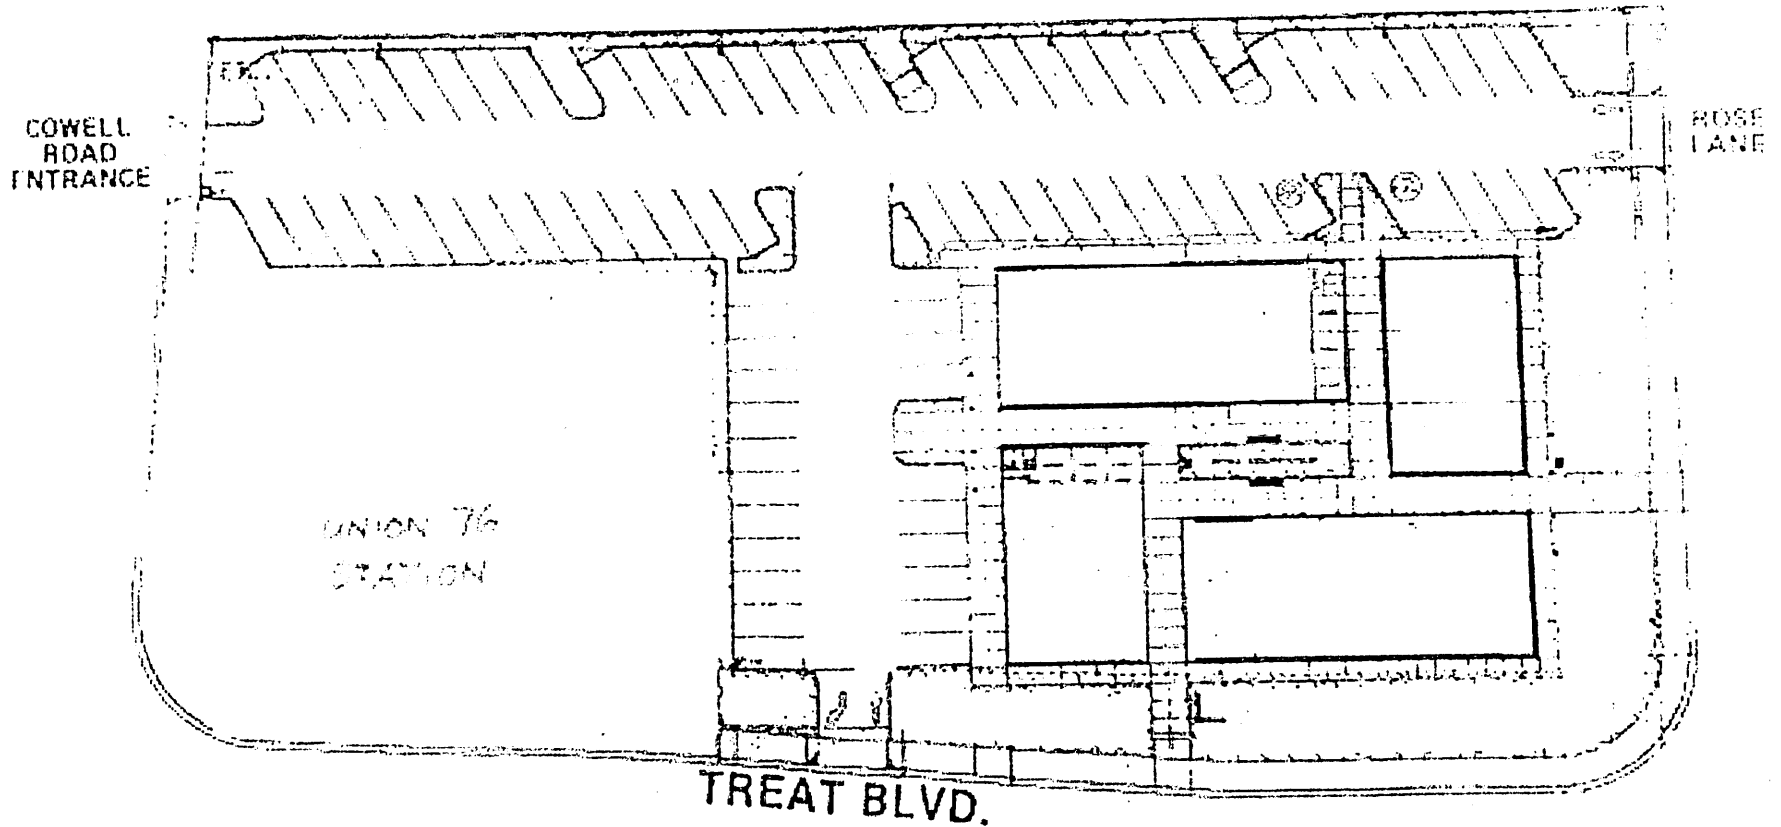 COWELL
ROAD
ENTRANCE
ROSE
LANE
UNION 76
STATION
TREAT BLVD.